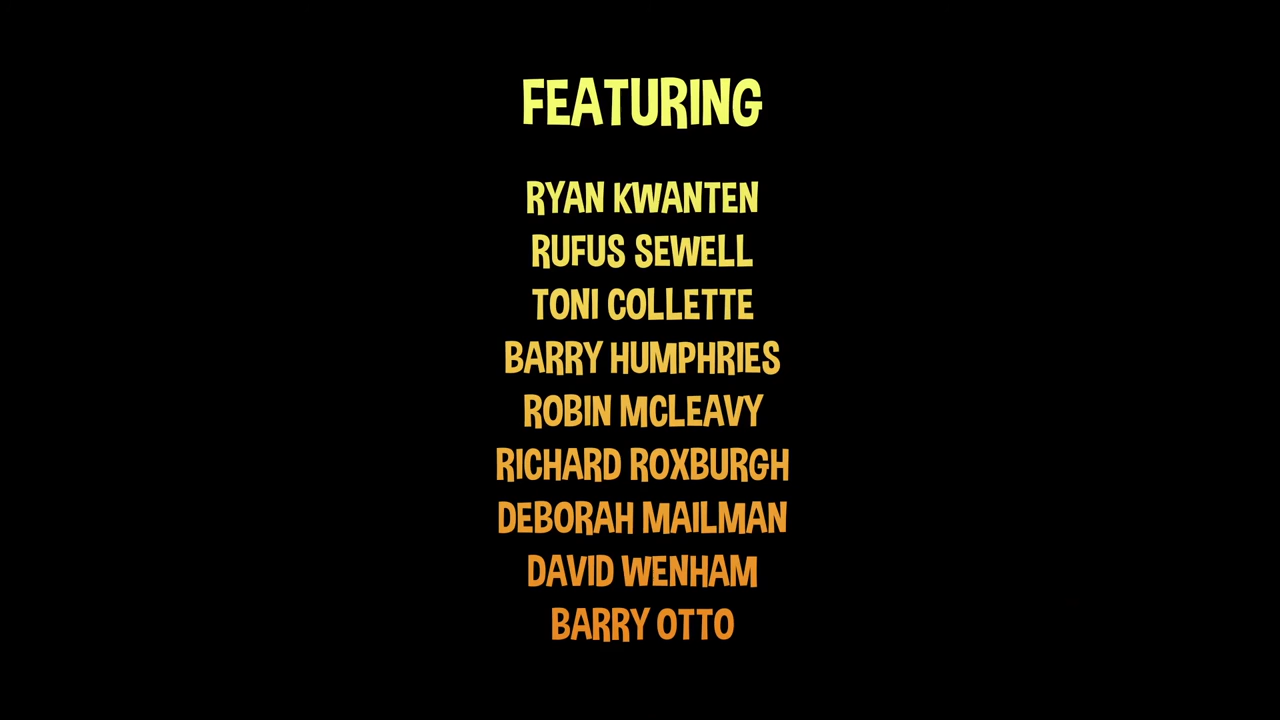 FEATURING
RYAN KWANTEN
RUFUS SEWELL
TONI COLLETTE
BARRY HUMPHRIES
ROBIN MCLEAVY
RICHARD ROXBURGH
DEBORAH MAILMAN
DAVID WENHAM
BARRY OTTO